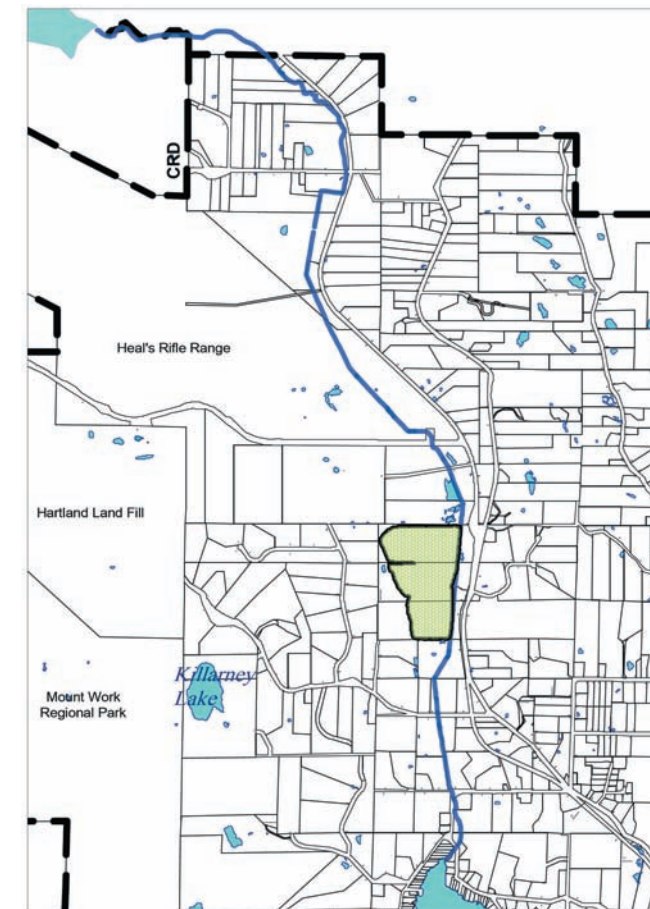 CRD
Heal's Rifle Range
Hartland Land Fill
Killarney
Lake
Mount Work
Regional Park